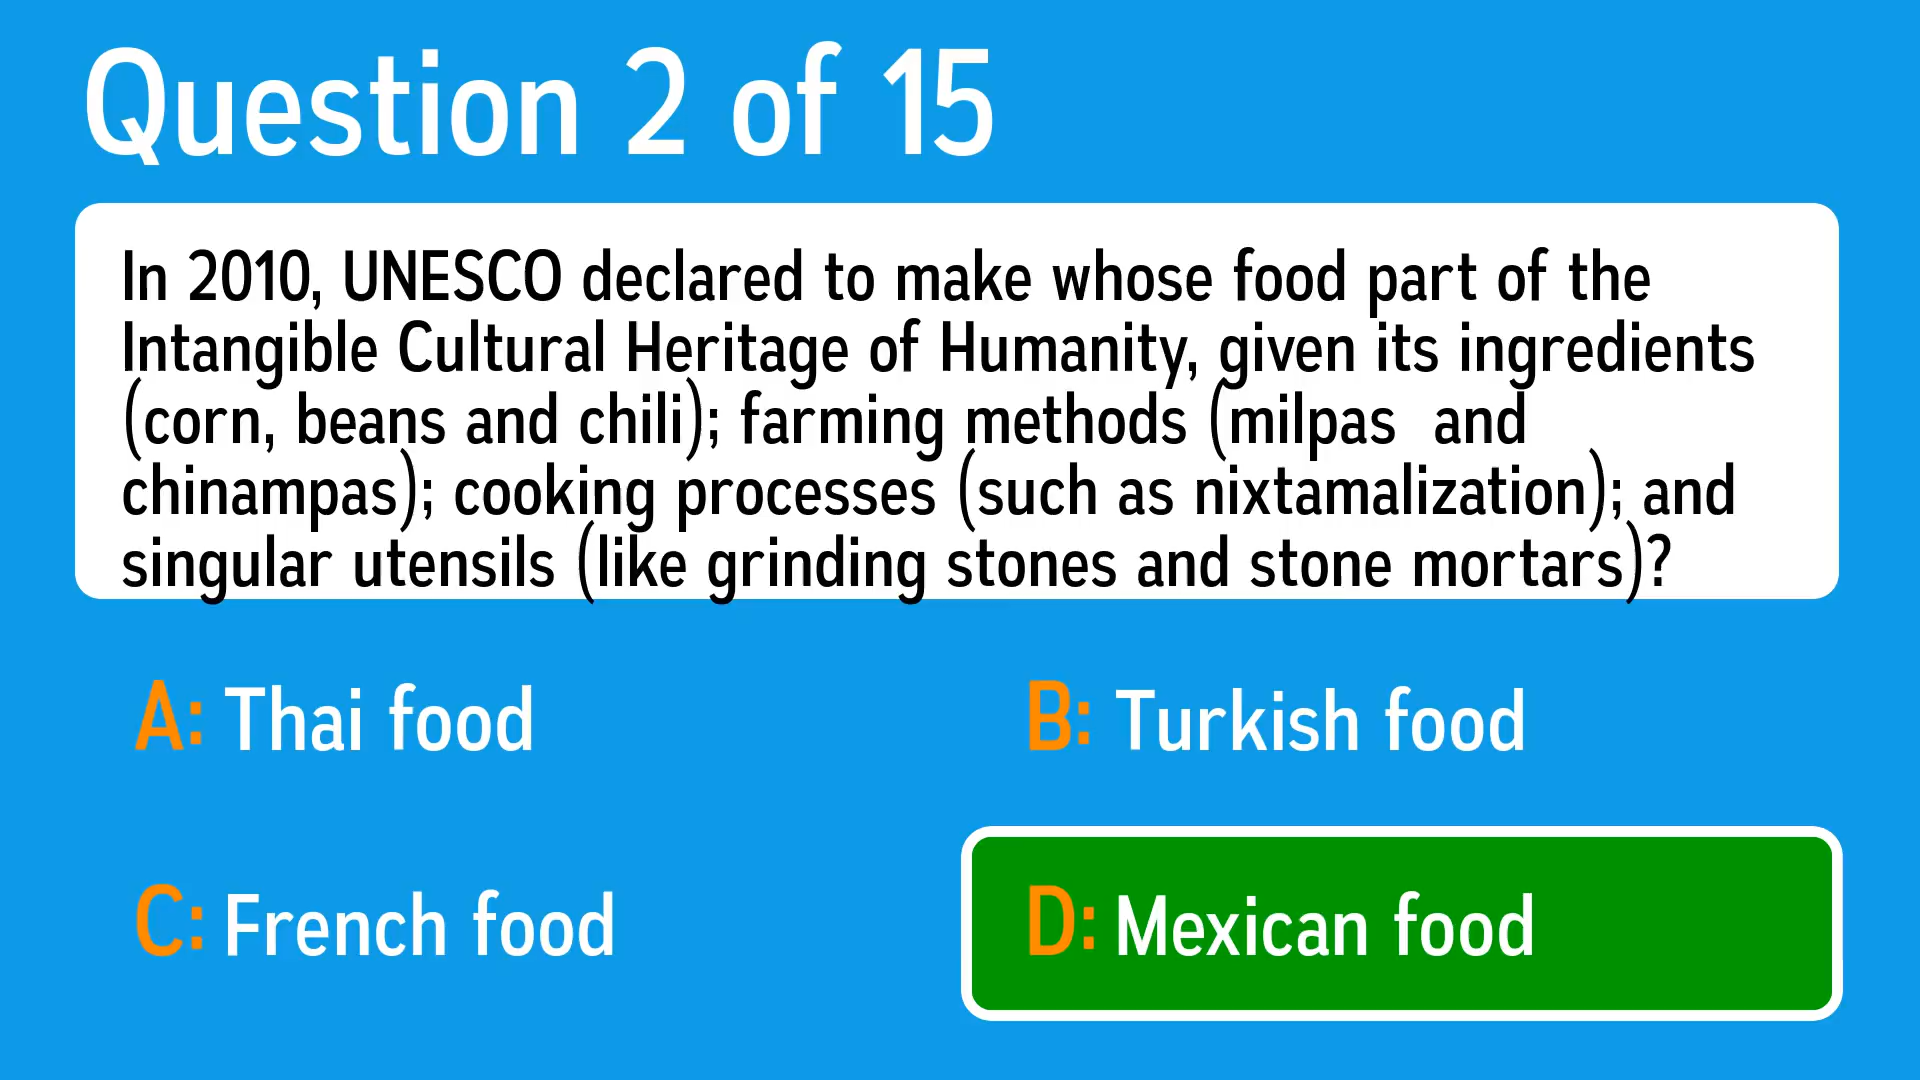 Question 2 of 15
In 2010, UNESCO declared to make whose food part of the
Intangible Cultural Heritage of Humanity, given its ingredients
(corn, beans and chili); farming methods (milpas  and
chinampas); cooking processes (such as nixtamalization); and
singular utensils (like grinding stones and stone mortars)?
A: Thai food
B: Turkish food
C: French food
D: Mexican food